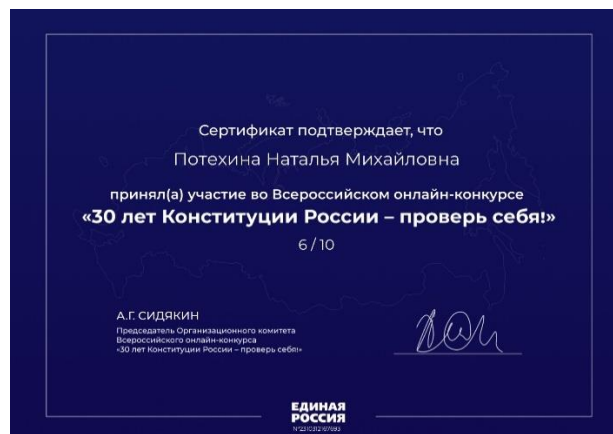 Сертификат подтверждает, что
Потехина Наталья Михайловна
принял(а) участие во Всероссийском онлайн-конкурсе
«30 лет Конституции России – проверь себя!»
6 / 10
А.Г. СИДЯКИН
Председатель Организационного комитета
Всероссийского онлайн-конкурса
«30 лет Конституции России – проверь себя!»
ЕДИНАЯ
РОССИЯ